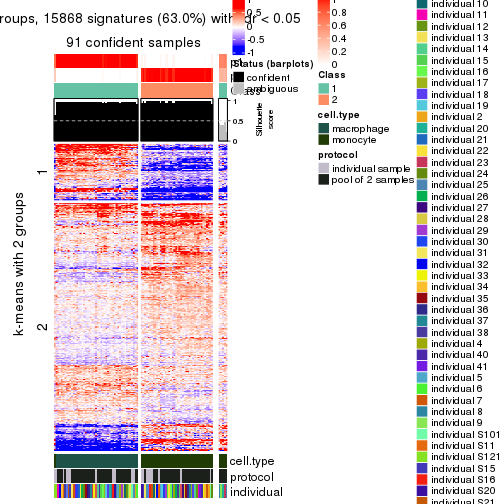 roups, 15868 signatures (63.0%) with fdr < 0.05
91 confident samples
k-means with 2 groups
1
2
1
0.5
0
Silhouette
score
cell.type
protocol
individual
1
0.5
0
-0.5
-1
Status (barplots)
confident
ambiguous
1
0.8
0.6
0.4
0.2
0
Class
1
2
cell.type
macrophage
monocyte
protocol
individual sample
pool of 2 samples
individual 10
individual 11
individual 12
individual 13
individual 14
individual 15
individual 16
individual 17
individual 18
individual 19
individual 2
individual 20
individual 21
individual 22
individual 23
individual 24
individual 25
individual 26
individual 27
individual 28
individual 29
individual 30
individual 31
individual 32
individual 33
individual 34
individual 35
individual 36
individual 37
individual 38
individual 4
individual 40
individual 41
individual 5
individual 6
individual 7
individual 8
individual 9
individual S101
individual S11
individual S121
individual S15
individual S16
individual S20
individual S21